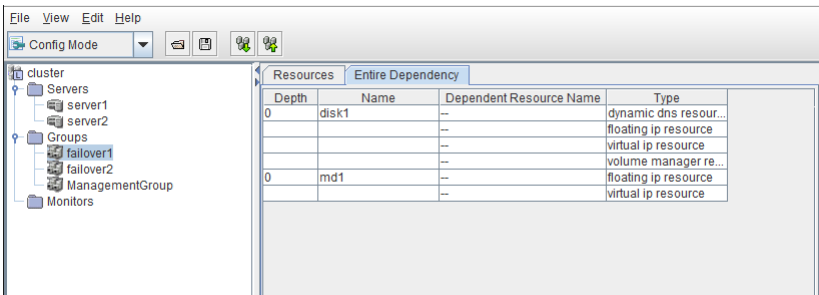 File View Edit Help
Config Mode
cluster
Servers
server1
server2
Groups
failover1
failover2
ManagementGroup
Monitors
Resources Entire Dependency
Depth Name Dependent Resource Name Type
0 disk1 -- dynamic dns resour...
-- floating ip resource
-- virtual ip resource
-- volume manager re...
0 md1 -- floating ip resource
-- virtual ip resource